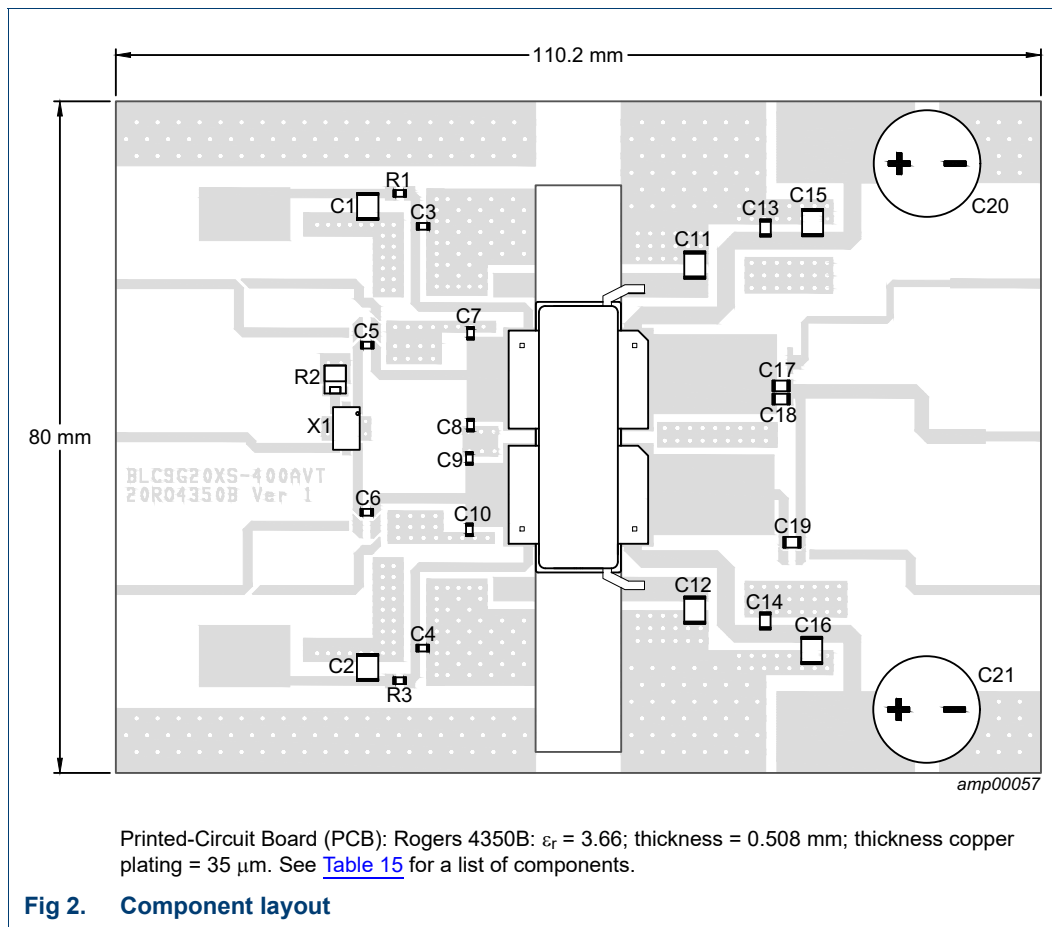 110.2 mm
80 mm
R1
C1
C3
C15
C13
C20
C11
C7
C5
R2
C17
C18
X1
C8
C9
BLC9G20XS-400AVT
20RO4350B Ver 1
C6
C10
C19
C12
C14
C4
C16
C2
R3
C21
+ −
+ −
amp00057
Printed-Circuit Board (PCB): Rogers 4350B: εr = 3.66; thickness = 0.508 mm; thickness copper
plating = 35 μm. See Table 15 for a list of components.
Fig 2. Component layout